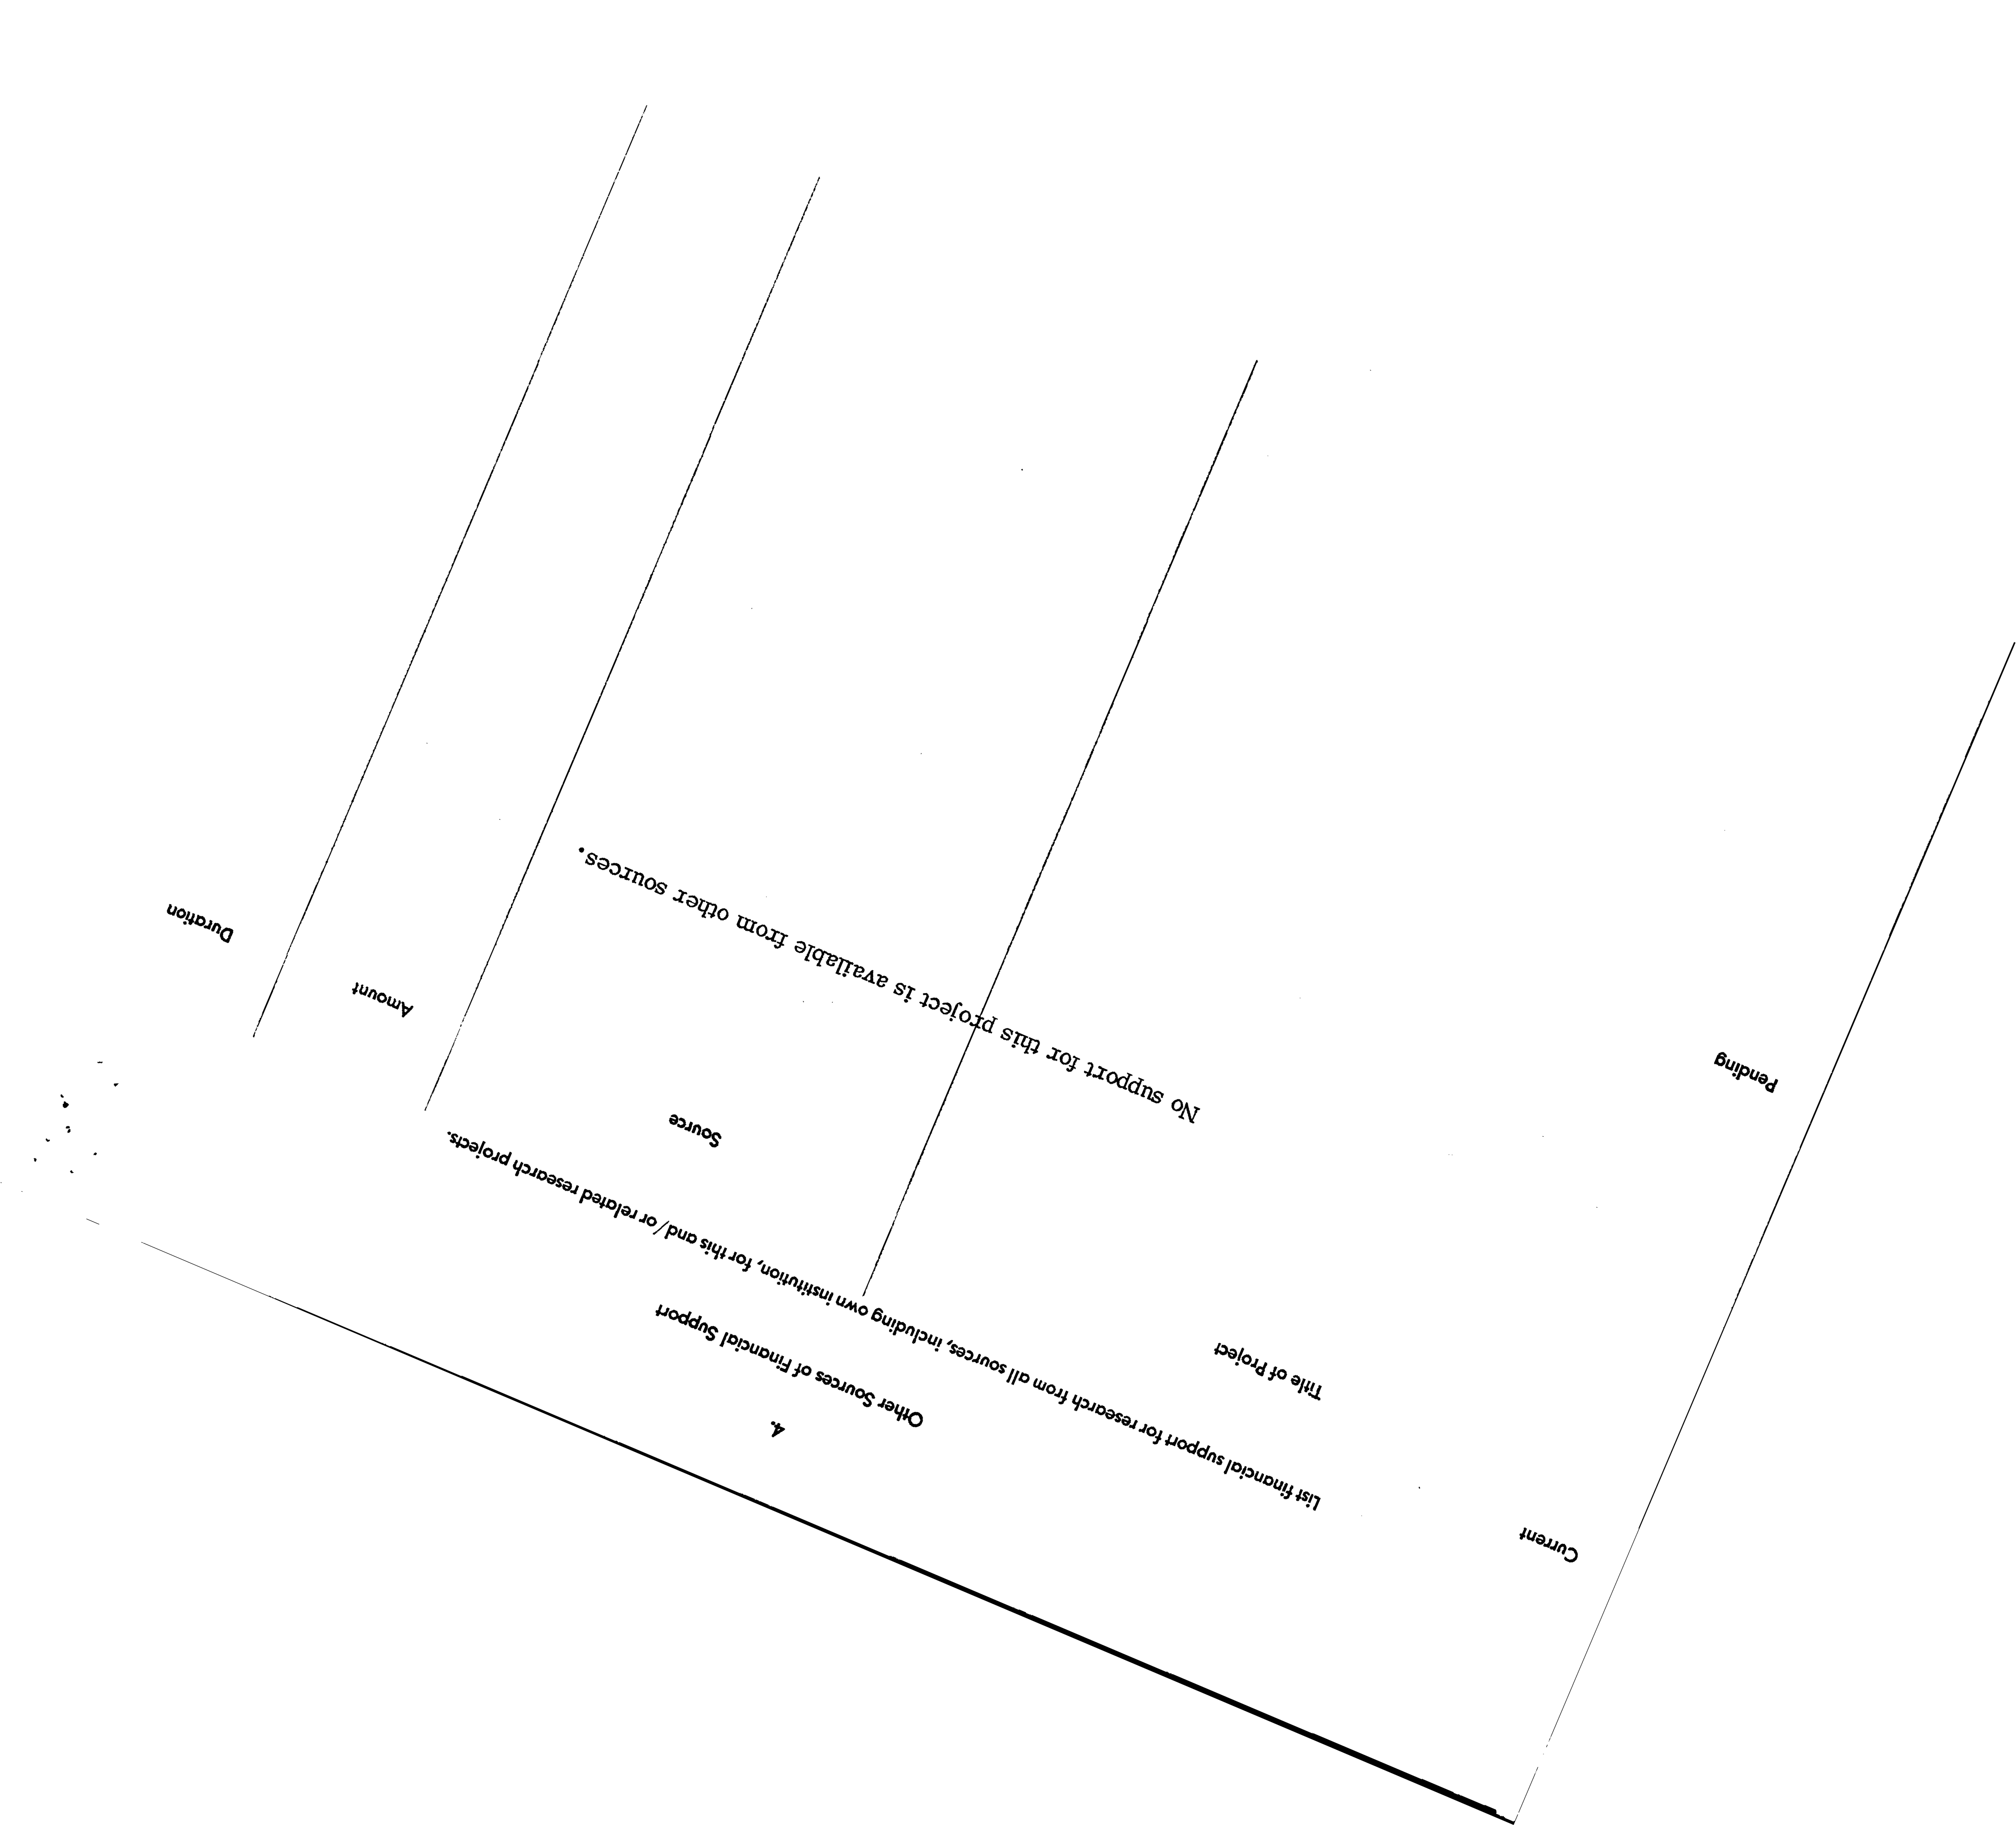 4.
Other Sources of Financial Support
List financial support for research from all sources, including own institution, for this and/or related research projects.
Current
Title of Project Source Amount Duration
No support for this project is available from other sources.
Pending